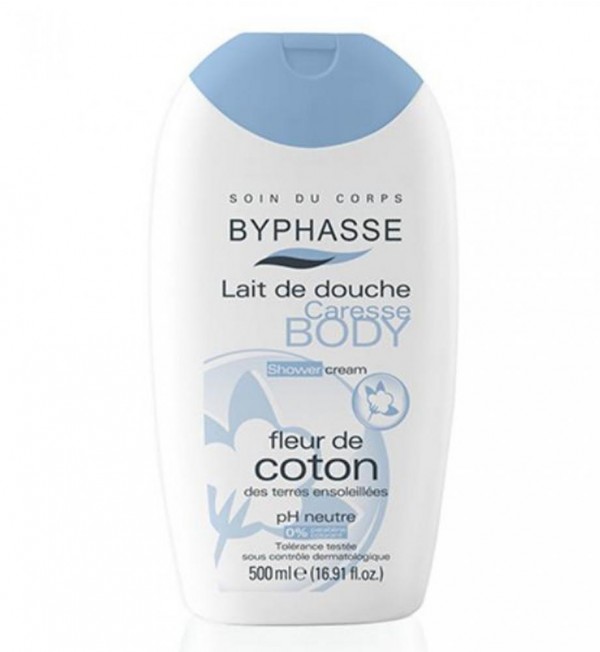 SOIN DU CORPS
BYPHASSE
Lait de douche
Caresse
BODY
Shower cream
fleur de
coton
des terres ensoleillées
pH neutre
0%
Tolérance testée
sous contrôle dermatologique
500 ml e (16.91 fl.oz.)